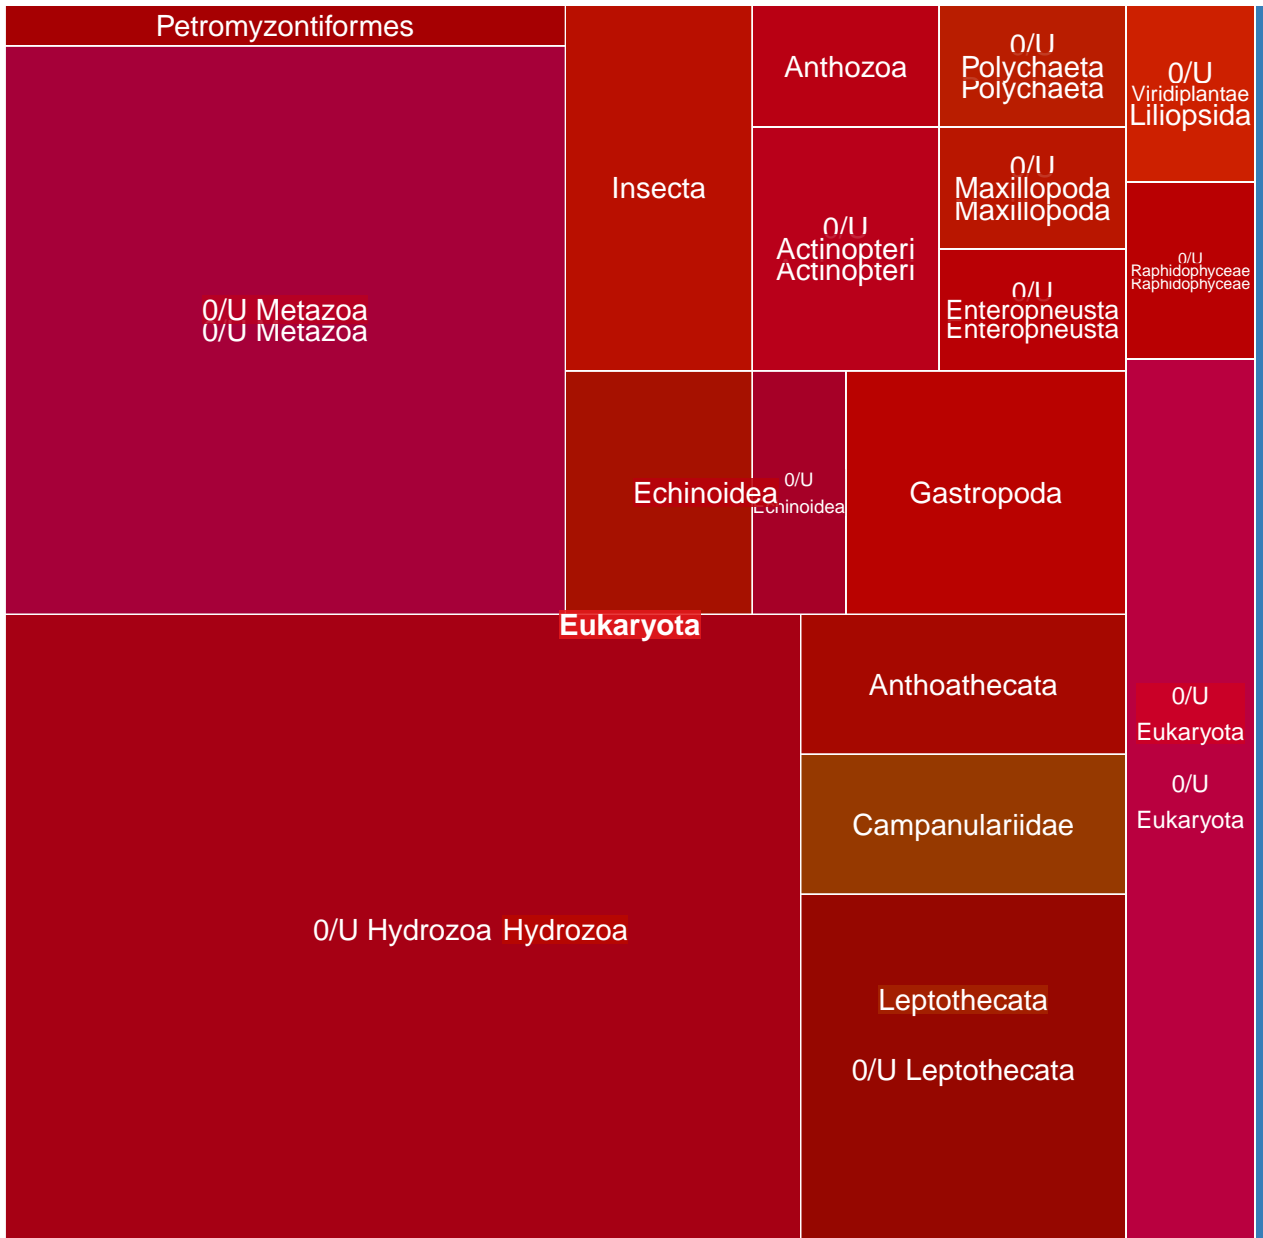 Petromyzontiformes
0/U Metazoa
0/U Metazoa
Insecta
Anthozoa
0/U
Polychaeta
Polychaeta
0/U
Viridiplantae
Liliopsida
0/U
Actinopteri
Actinopteri
0/U
Maxillopoda
Maxillopoda
0/U
Enteropneusta
Enteropneusta
0/U
Raphidophyceae
Raphidophyceae
Echinoidea
0/U
Echinoidea
Gastropoda
Eukaryota
Anthoathecata
Campanulariidae
0/U Hydrozoa Hydrozoa
Leptothecata
0/U Leptothecata
0/U
Eukaryota
0/U
Eukaryota